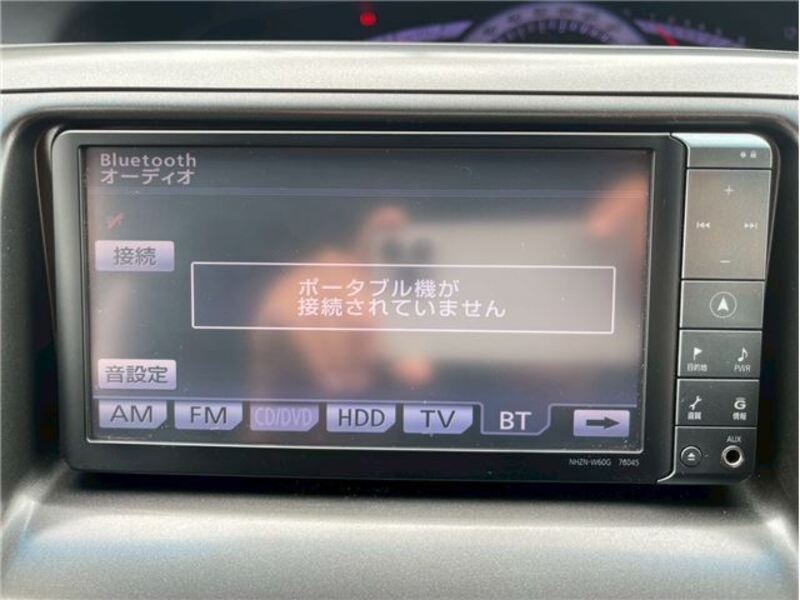 Bluetooth
オーディオ
接続
ポータブル機が
接続されていません
音設定
AM FM CD/DVD HDD TV BT
目的地 PWR
情報
AUX
NHZN-W60G 76045